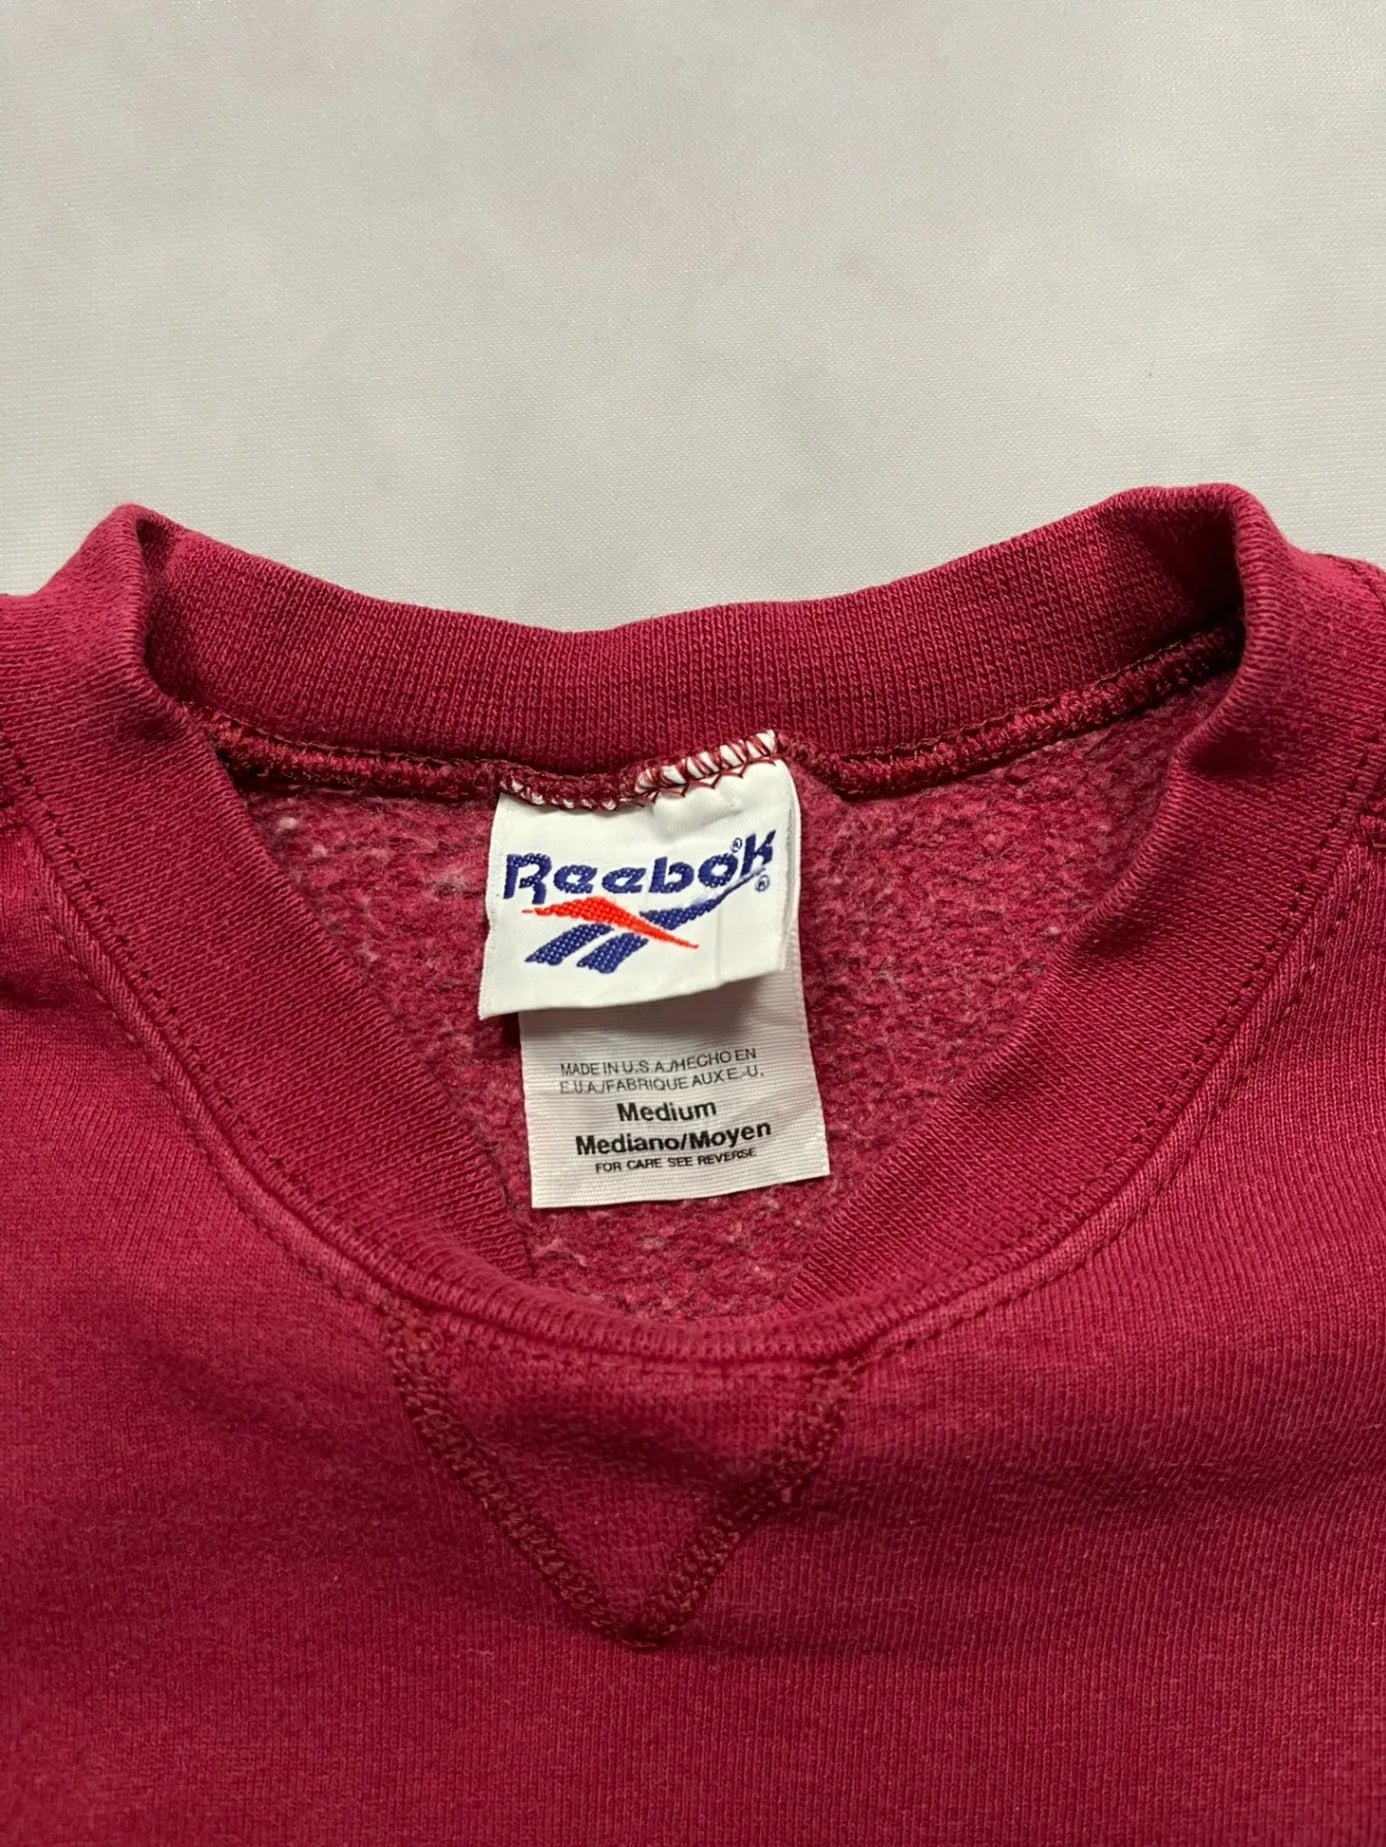 Reebok®
®
MADE IN U.S.A./HECHO EN
E.U.A./FABRIQUE AUX E.-U.
Medium
Mediano/Moyen
FOR CARE SEE REVERSE